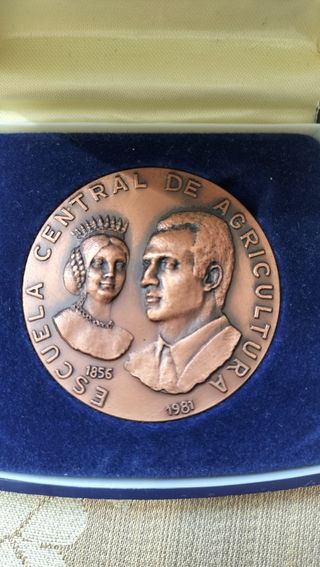 ESCUELA CENTRAL DE AGRICULTURA
1856
1981